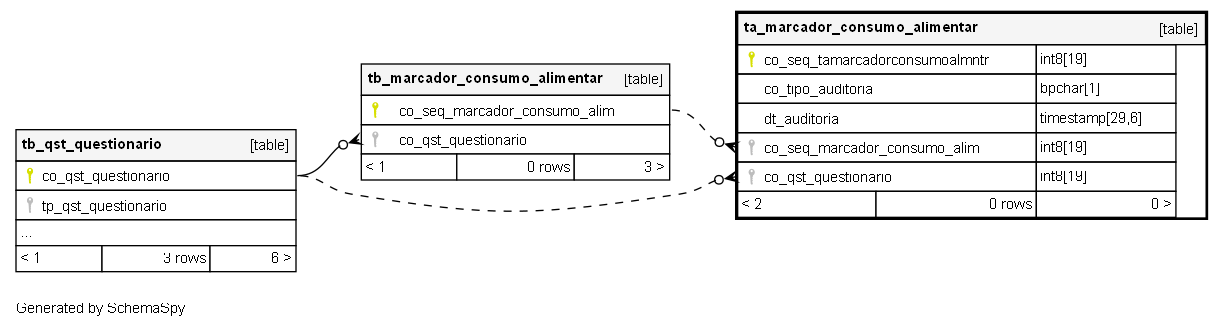 tb_qst_questionario [table]
co_qst_questionario
tp_qst_questionario
...
< 1 3 rows 6 >
tb_marcador_consumo_alimentar [table]
co_seq_marcador_consumo_alim
co_qst_questionario
< 1 0 rows 3 >
ta_marcador_consumo_alimentar [table]
co_seq_tamarcadorconsumoalmntr int8[19]
co_tipo_auditoria bpchar[1]
dt_auditoria timestamp[29,6]
co_seq_marcador_consumo_alim int8[19]
co_qst_questionario int8[19]
< 2 0 rows 0 >
Generated by SchemaSpy